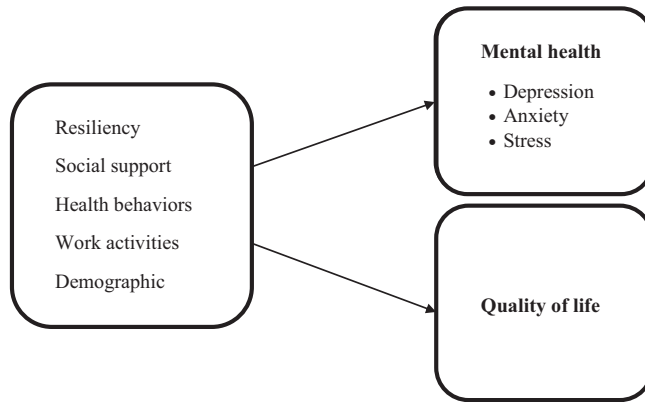 Resiliency
Social support
Health behaviors
Work activities
Demographic
Mental health
• Depression
• Anxiety
• Stress
Quality of life